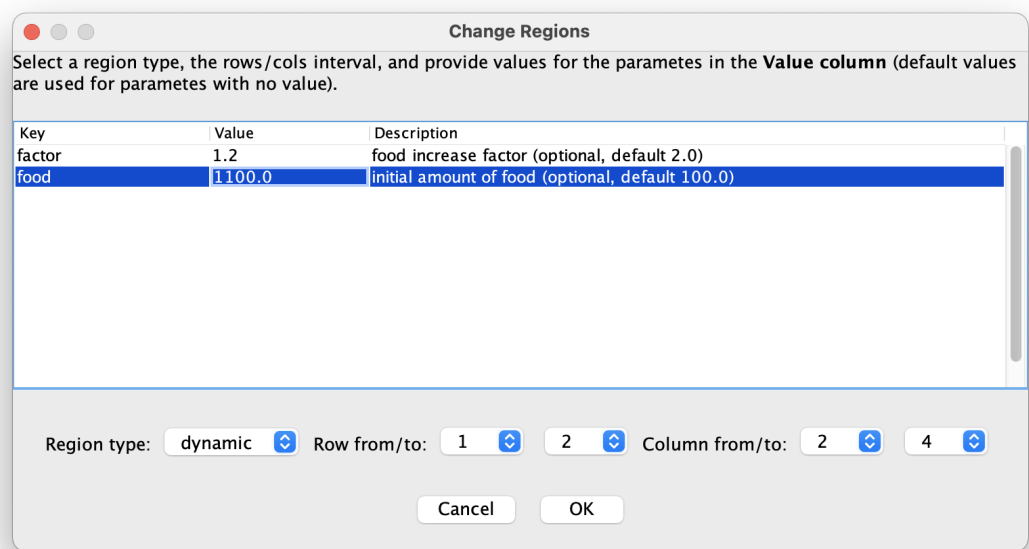 Change Regions
Select a region type, the rows/cols interval, and provide values for the parametes in the Value column (default values
are used for parametes with no value).
Key Value Description
factor 1.2 food increase factor (optional, default 2.0)
food 1100.0 initial amount of food (optional, default 100.0)
Region type: dynamic Row from/to: 1 2 Column from/to: 2 4
Cancel OK